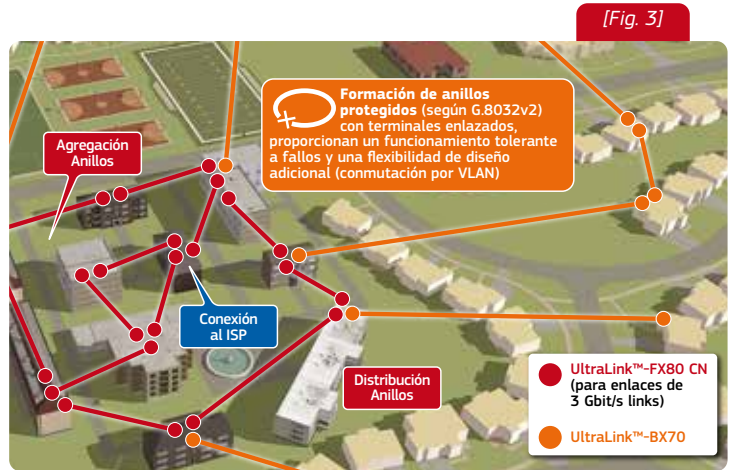 [Fig. 3]
Formación de anillos
protegidos (según G.8032v2)
con terminales enlazados,
proporcionan un funcionamiento tolerante
a fallos y una flexibilidad de diseño
adicional (conmutación por VLAN)
Agregación
Anillos
Conexión
al ISP
Distribución
Anillos
UltraLink™-FX80 CN
(para enlaces de
3 Gbit/s links)
UltraLink™-BX70